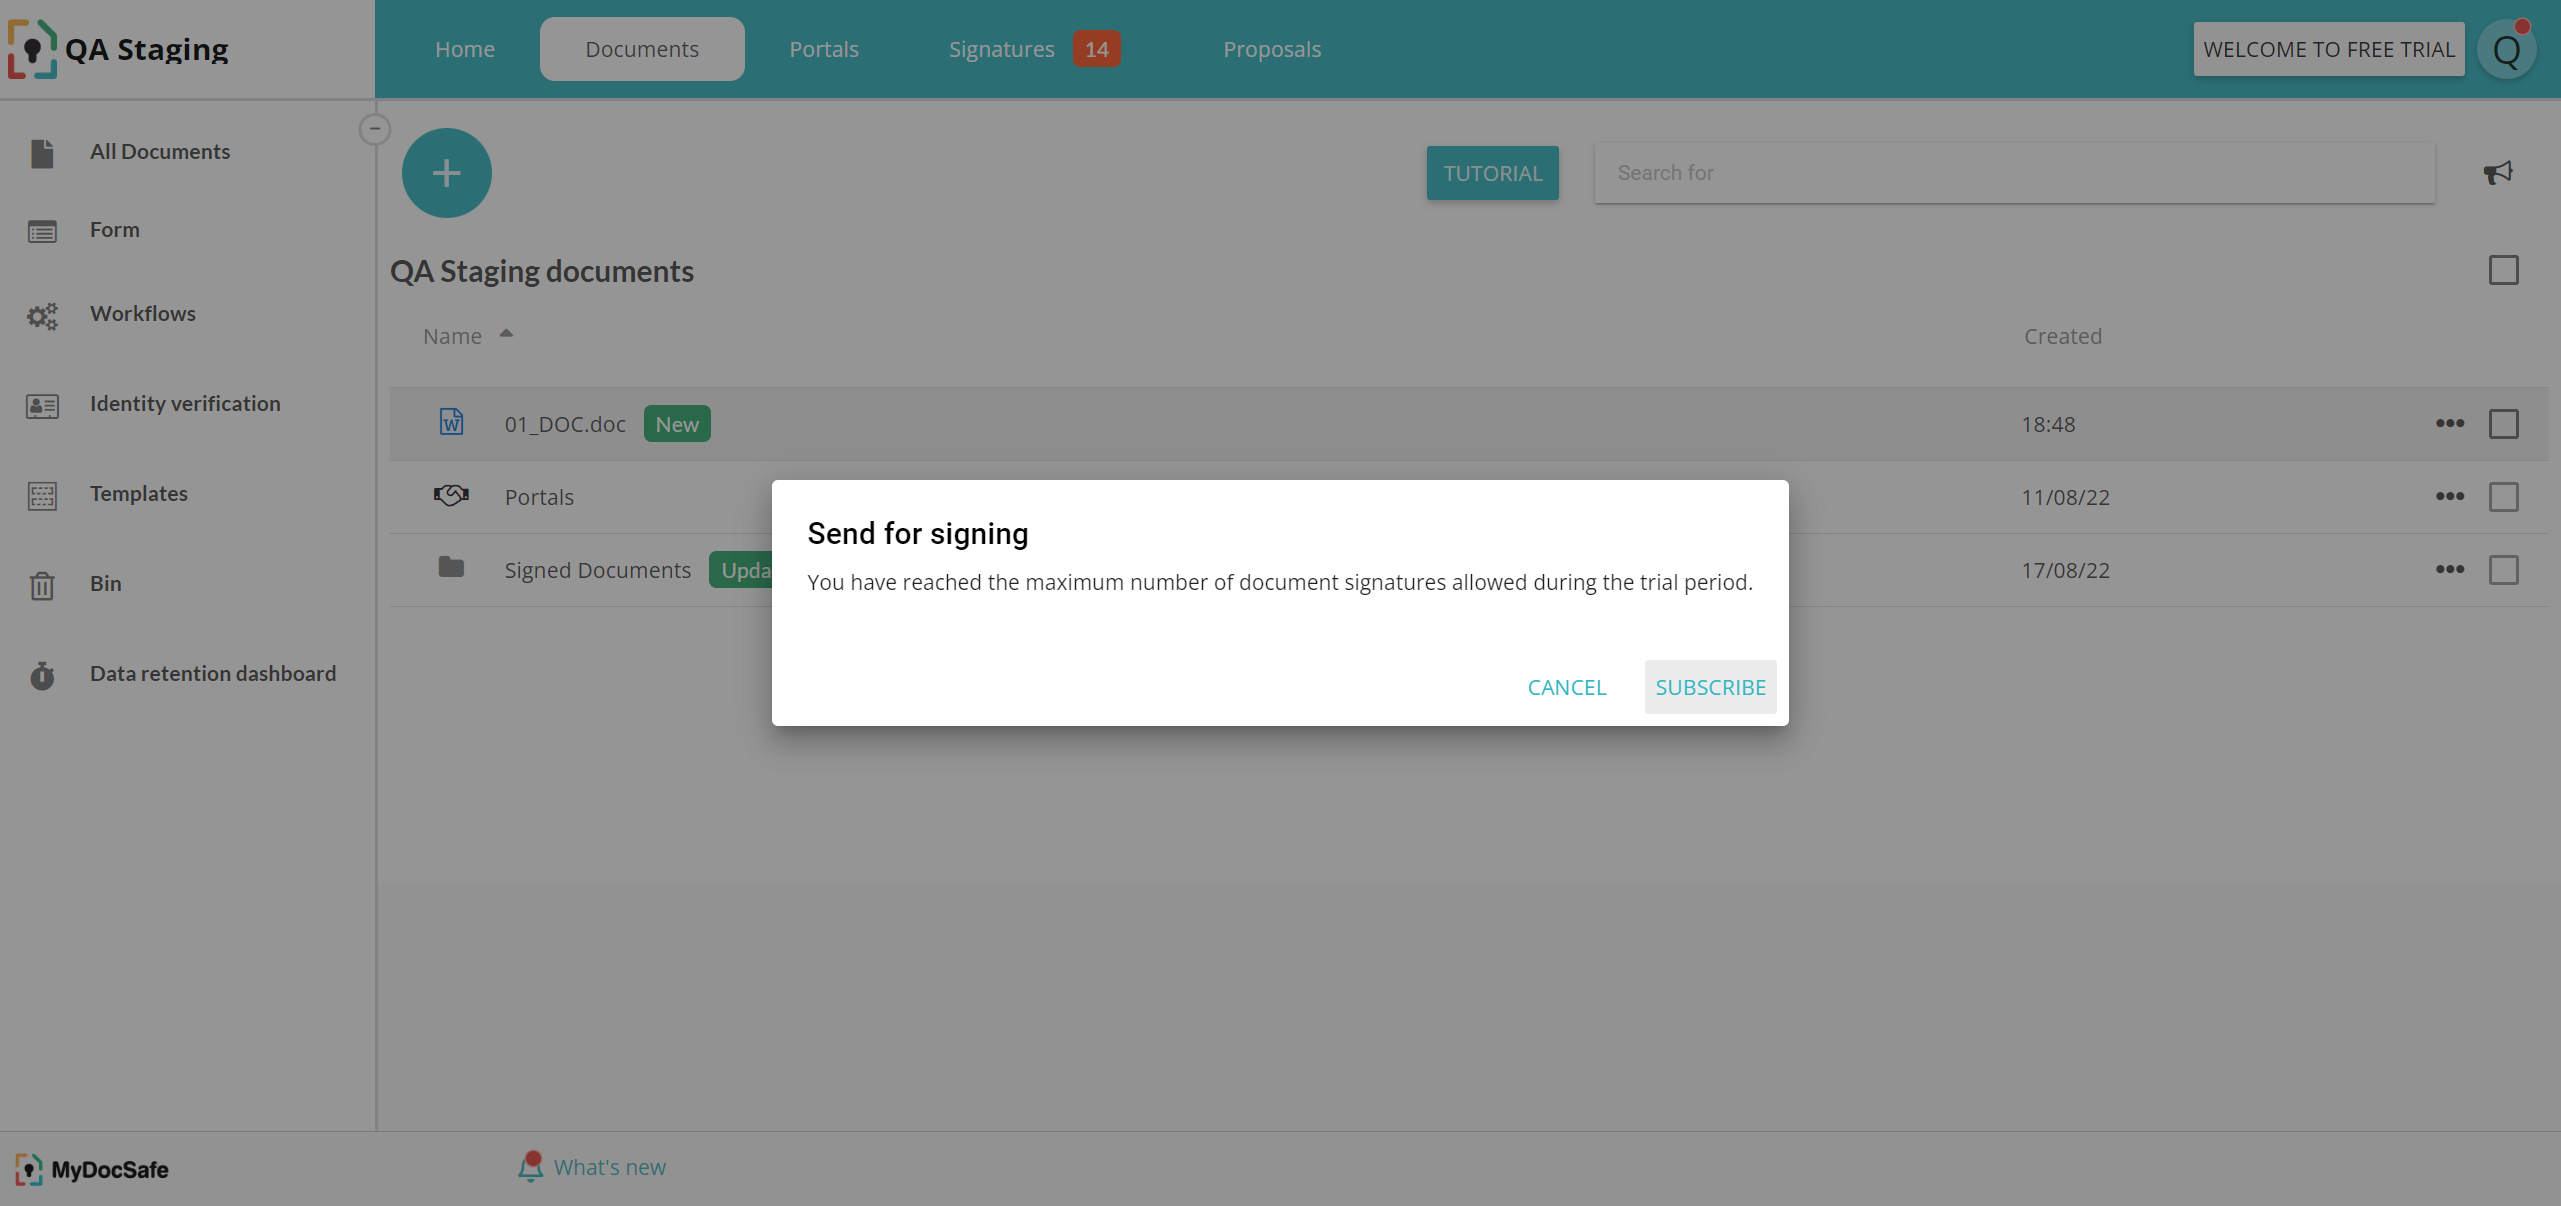 QA Staging
Home
Documents
Portals
Signatures 14
Proposals
WELCOME TO FREE TRIAL
Q
All Documents
Form
Workflows
Identity verification
Templates
Bin
Data retention dashboard
+
TUTORIAL
Search for
QA Staging documents
Name
Created
01_DOC.doc New
18:48
Portals
11/08/22
Signed Documents Upda
17/08/22
Send for signing
You have reached the maximum number of document signatures allowed during the trial period.
CANCEL
SUBSCRIBE
MyDocSafe
What's new